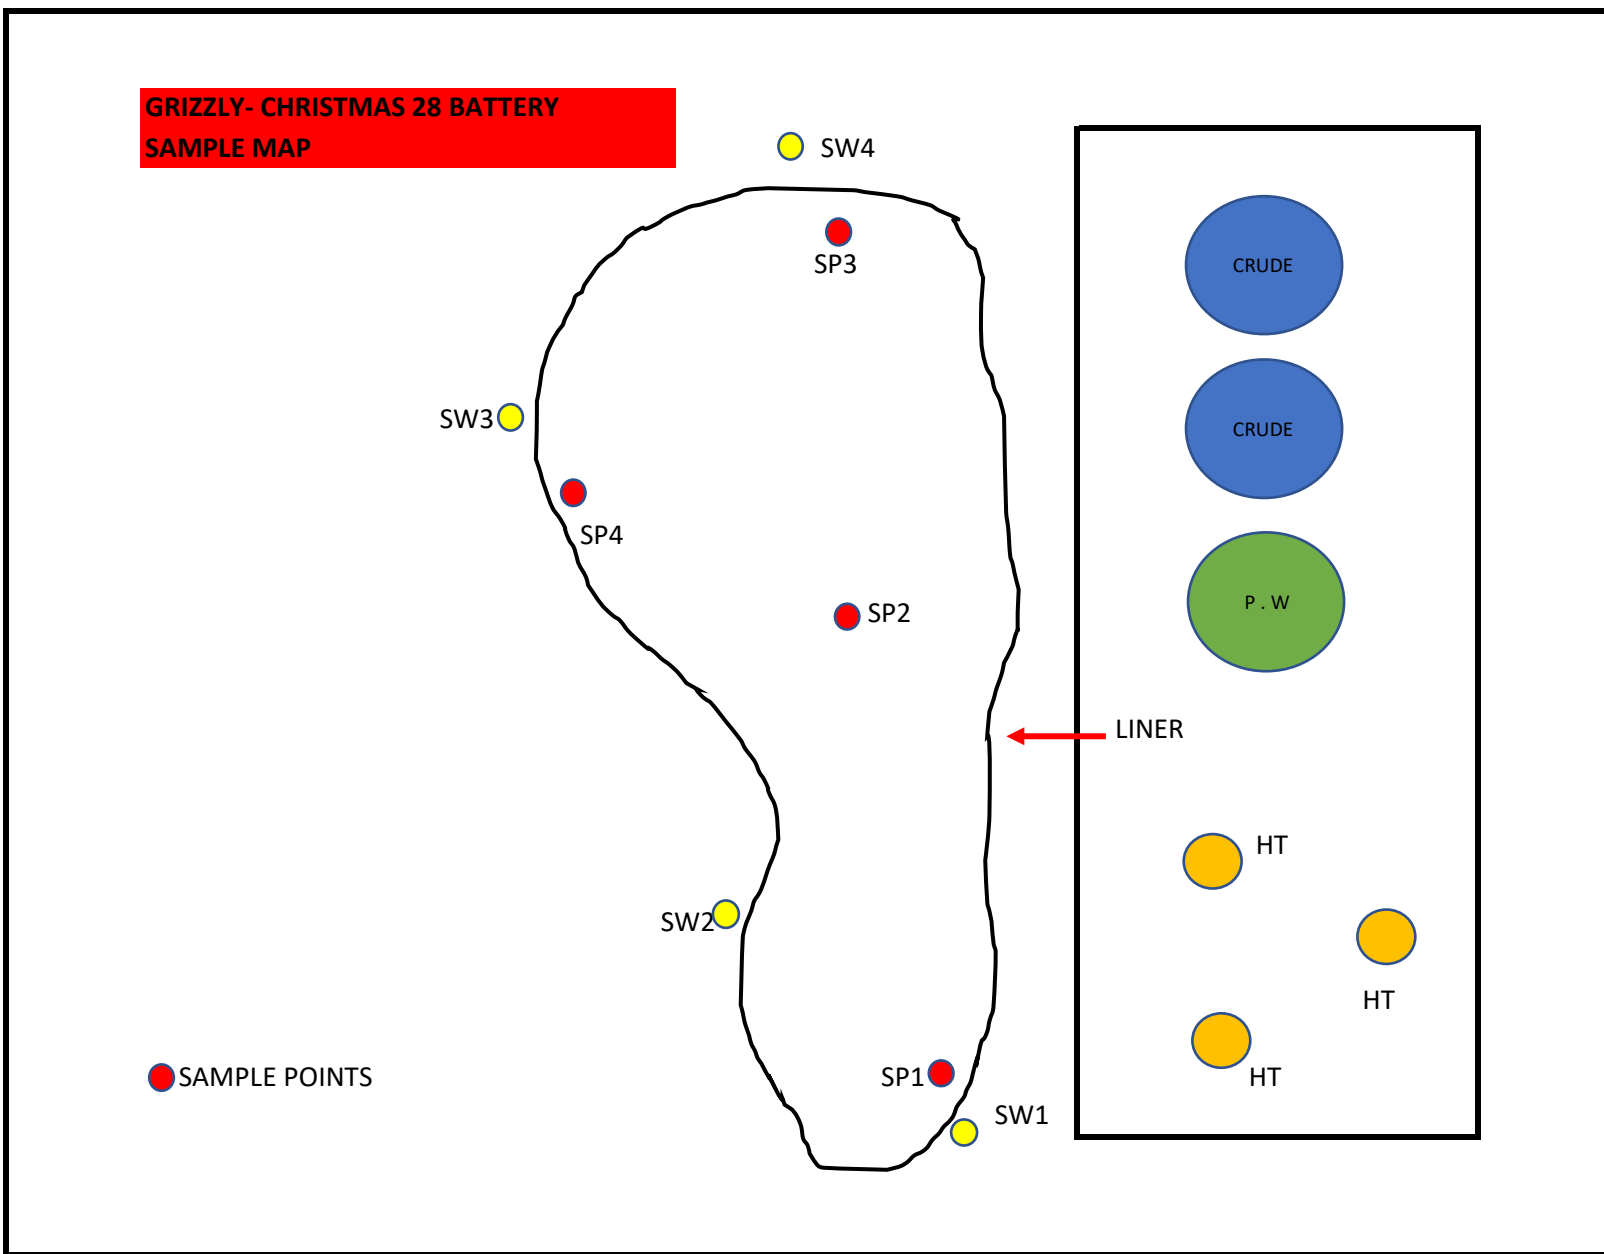 GRIZZLY- CHRISTMAS 28 BATTERY
SAMPLE MAP
SW4
SP3
CRUDE
SW3
CRUDE
SP4
SP2
P . W
LINER
HT
SW2
HT
SAMPLE POINTS
SP1
HT
SW1